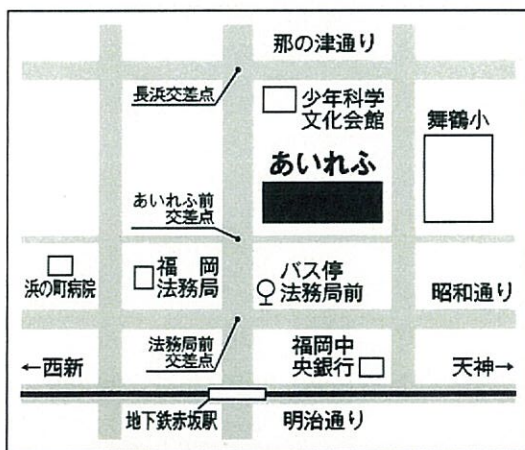 那の津通り
長浜交差点
少年科学
文化会館
舞鶴小
あいれふ
あいれふ前
交差点
浜の町病院
福岡
法務局
バス停
法務局前
昭和通り
法務局前
交差点
福岡中
央銀行
←西新
天神→
地下鉄赤坂駅
明治通り